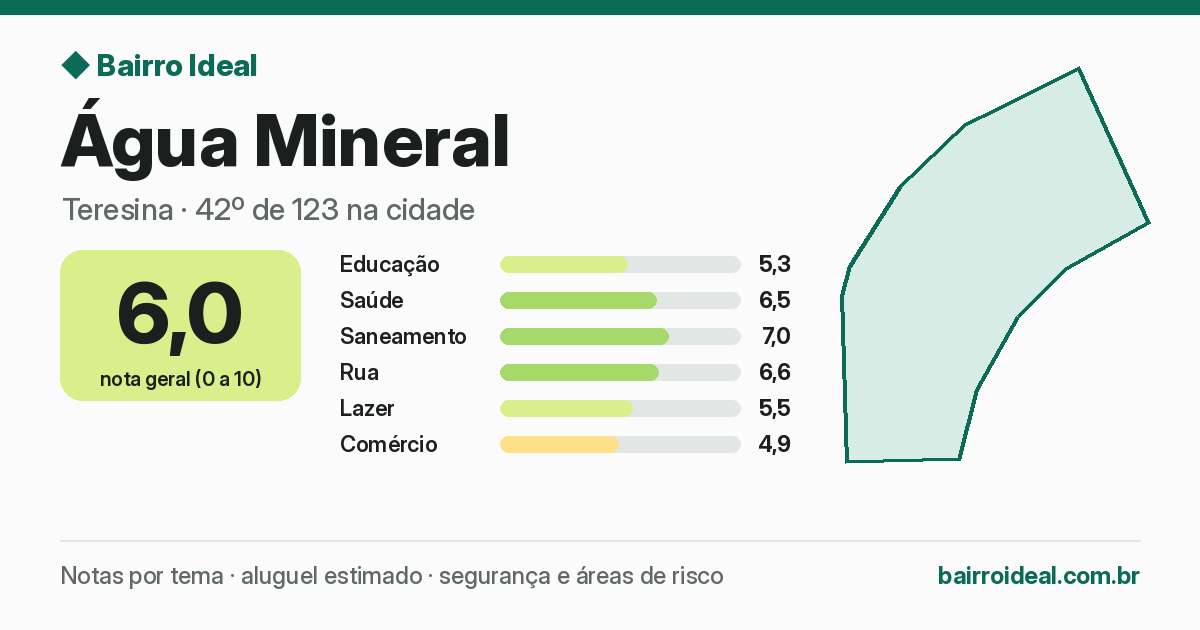 Bairro Ideal
Água Mineral
Teresina · 42º de 123 na cidade
6,0
nota geral (0 a 10)
Educação 5,3
Saúde 6,5
Saneamento 7,0
Rua 6,6
Lazer 5,5
Comércio 4,9
Notas por tema · aluguel estimado · segurança e áreas de risco
bairroideal.com.br